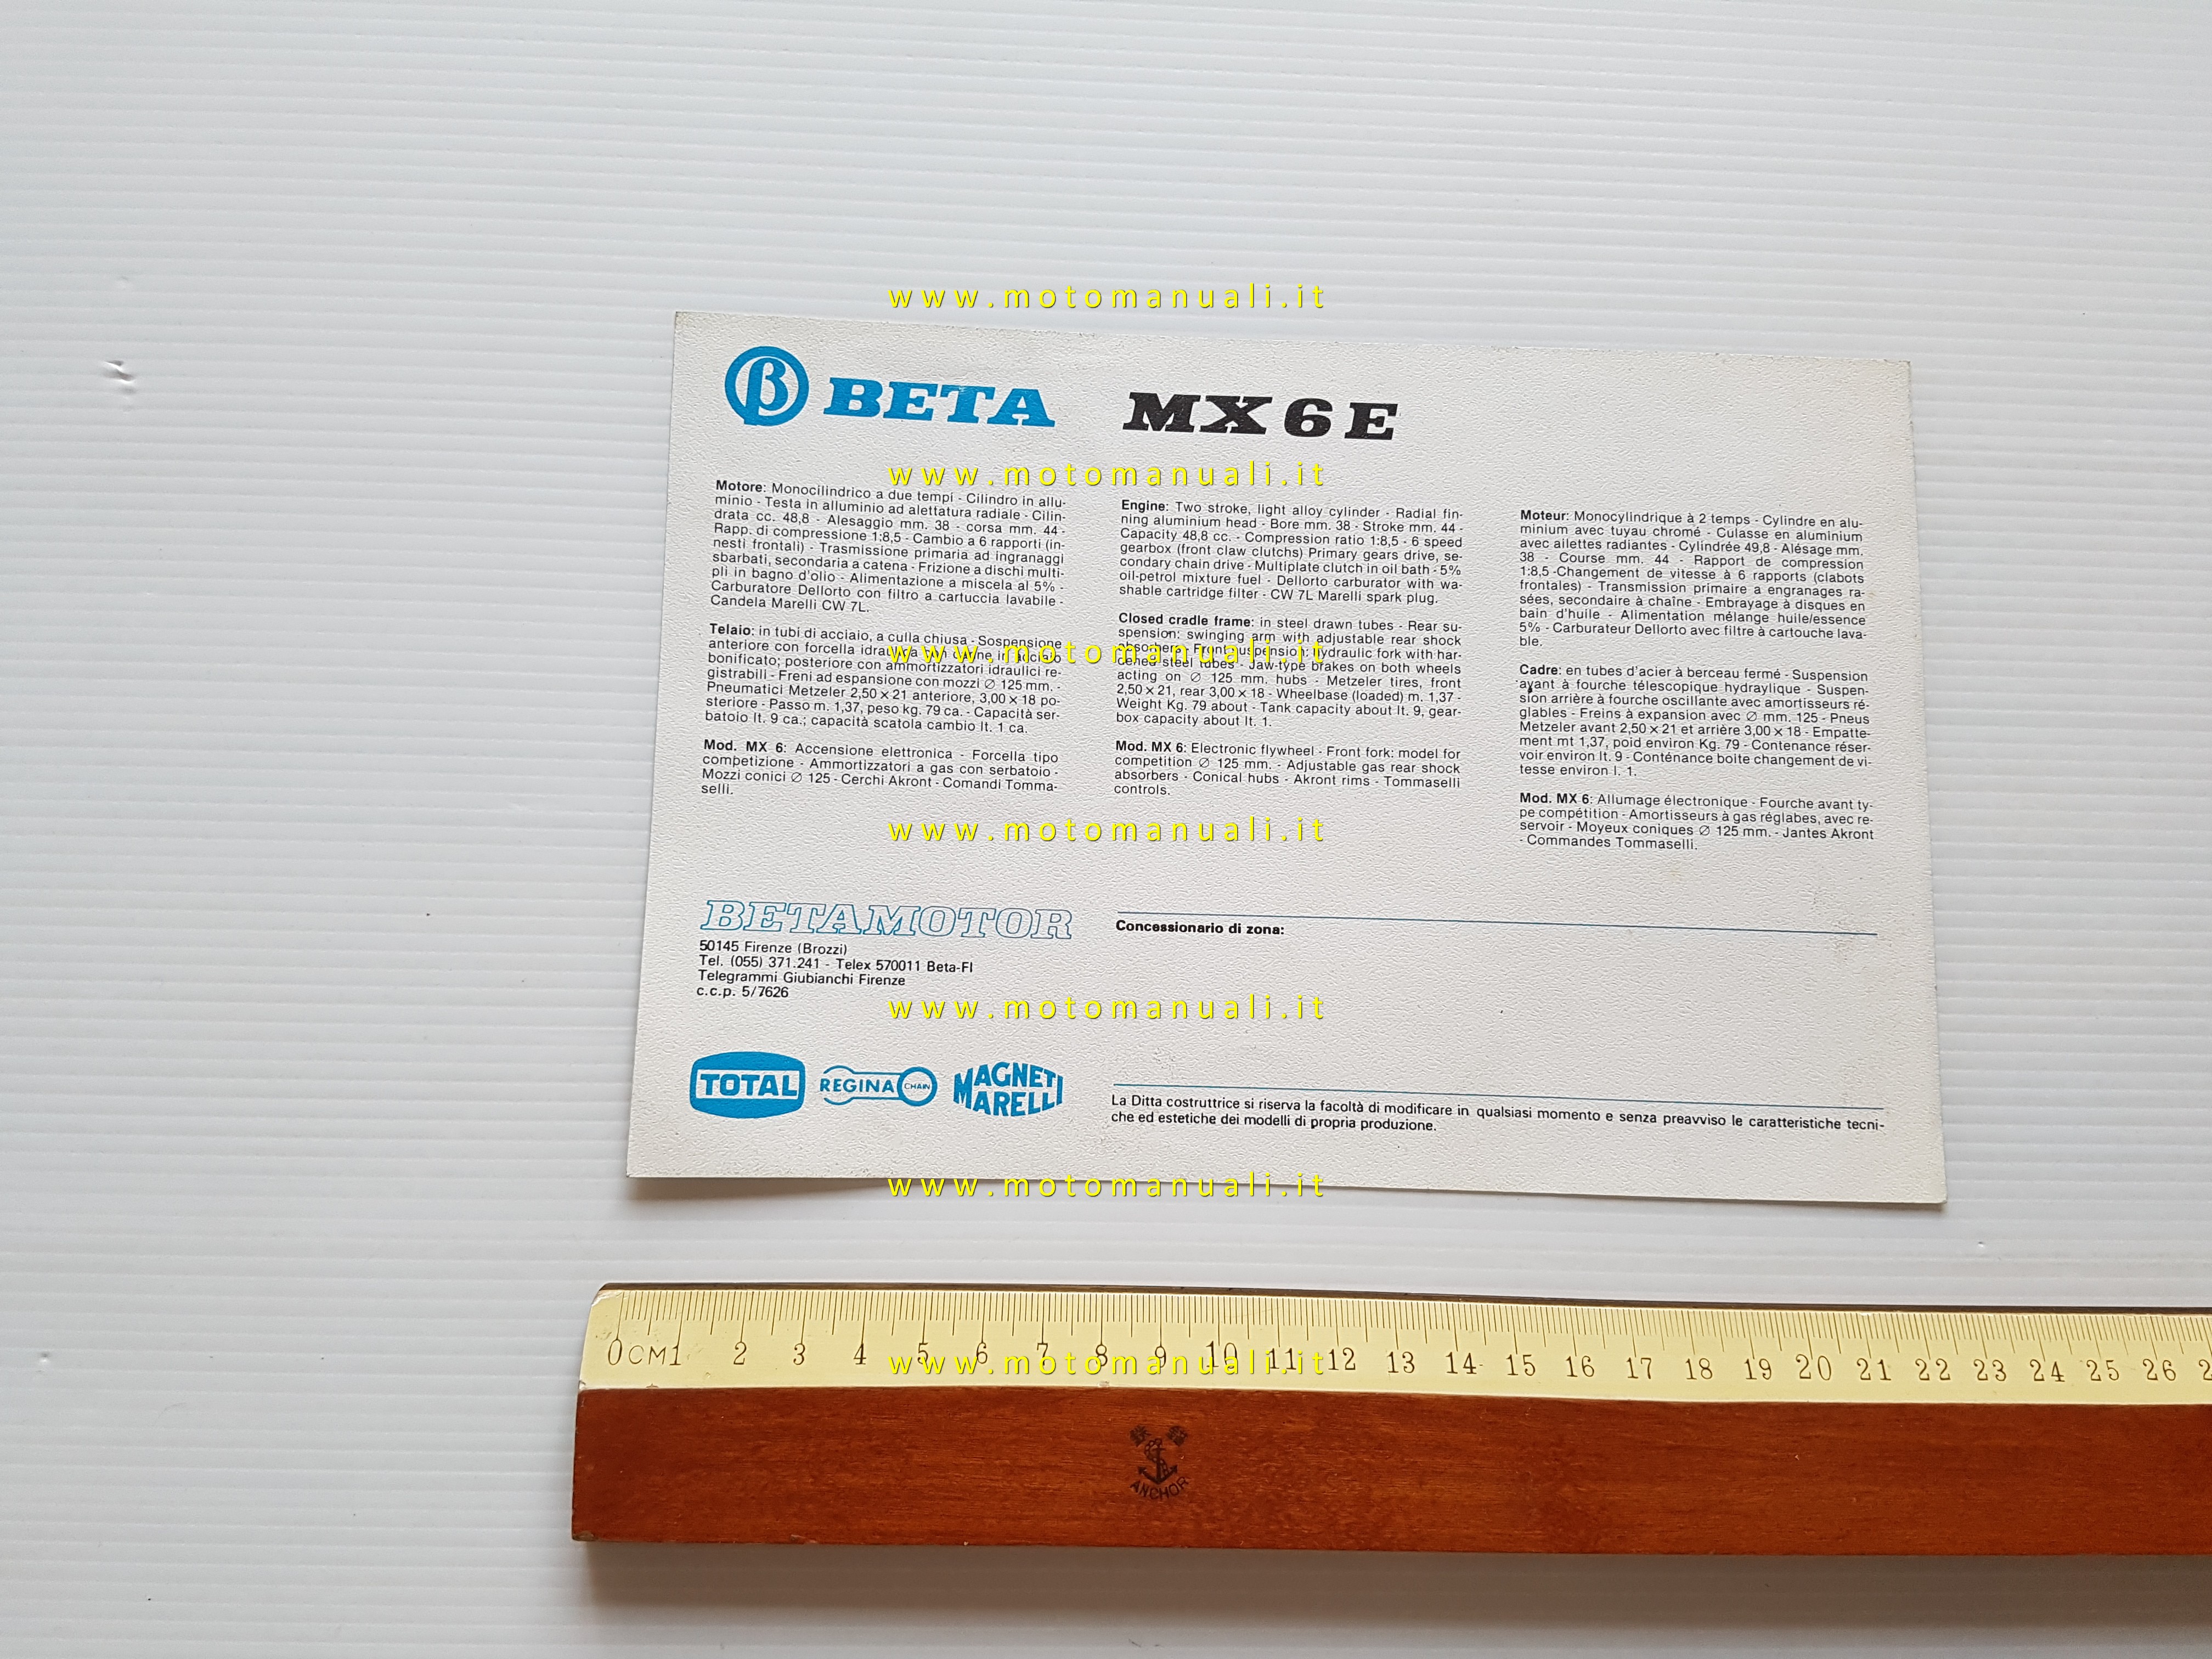 www.motomanuali.it
β BETA MX6E
www.motomanuali.it
Motore: Monocilindrico a due tempi - Cilindro in allu-
minio - Testa in alluminio ad alettatura radiale - Cilin-
drata cc. 48,8 - Alesaggio mm. 38 - corsa mm. 44 -
Rapp. di compressione 1:8,5 - Cambio a 6 rapporti (in-
nesti frontali) - Trasmissione primaria ad ingranaggi
sbarbati, secondaria a catena - Frizione a dischi multi-
pli in bagno d'olio - Alimentazione a miscela al 5% -
Carburatore Dellorto con filtro a cartuccia lavabile -
Candela Marelli CW 7L.
Telaio: in tubi di acciaio, a culla chiusa - Sospensione
anteriore con forcella idraulica con canne in acciaio
bonificato; posteriore con ammortizzatori idraulici re-
gistrabili - Freni ad espansione con mozzi ∅ 125 mm. -
Pneumatici Metzeler 2,50 × 21 anteriore, 3,00 × 18 po-
steriore - Passo m. 1,37, peso kg. 79 ca. - Capacità ser-
batoio lt. 9 ca.; capacità scatola cambio lt. 1 ca.
Mod. MX 6: Accensione elettronica - Forcella tipo
competizione - Ammortizzatori a gas con serbatoio -
Mozzi conici ∅ 125 - Cerchi Akront - Comandi Tomma-
selli.
Engine: Two stroke, light alloy cylinder - Radial fin-
ning aluminium head - Bore mm. 38 - Stroke mm. 44 -
Capacity 48,8 cc. - Compression ratio 1:8,5 - 6 speed
gearbox (front claw clutchs) Primary gears drive, se-
condary chain drive - Multiplate clutch in oil bath - 5%
oil-petrol mixture fuel - Dellorto carburator with wa-
shable cartridge filter - CW 7L Marelli spark plug.
Closed cradle frame: in steel drawn tubes - Rear su-
spension: swinging arm with adjustable rear shock
absorbers - Front suspension: hydraulic fork with har-
dened steel tubes - Jaw-type brakes on both wheels
acting on ∅ 125 mm. hubs - Metzeler tires, front
2,50 × 21, rear 3,00 × 18 - Wheelbase (loaded) m. 1,37 -
Weight Kg. 79 about - Tank capacity about lt. 9, gear-
box capacity about lt. 1.
Mod. MX 6: Electronic flywheel - Front fork: model for
competition ∅ 125 mm. - Adjustable gas rear shock
absorbers - Conical hubs - Akront rims - Tommaselli
controls.
Moteur: Monocylindrique à 2 temps - Cylindre en alu-
minium avec tuyau chromé - Culasse en aluminium
avec ailettes radiantes - Cylindrée 49,8 - Alésage mm.
38 - Course mm. 44 - Rapport de compression
1:8,5 -Changement de vitesse à 6 rapports (clabots
frontales) - Transmission primaire a engranages ra-
sées, secondaire à chaîne - Embrayage à disques en
bain d'huile - Alimentation mélange huile/essence
5% - Carburateur Dellorto avec filtre à cartouche lava-
ble.
Cadre: en tubes d'acier à berceau fermé - Suspension
avant à fourche télescopique hydraylique - Suspen-
sion arrière à fourche oscillante avec amortisseurs ré-
glables - Freins à expansion avec ∅ mm. 125 - Pneus
Metzeler avant 2,50 × 21 et arrière 3,00 × 18 - Empatte-
ment mt 1,37, poid environ Kg. 79 - Contenance réser-
voir environ lt. 9 - Conténance boîte changement de vi-
tesse environ l. 1.
Mod. MX 6: Allumage électronique - Fourche avant ty-
pe compétition - Amortisseurs à gas réglabes, avec re-
servoir - Moyeux coniques ∅ 125 mm. - Jantes Akront
- Commandes Tommaselli.
www.motomanuali.it
www.motomanuali.it
BETAMOTOR
50145 Firenze (Brozzi)
Tel. (055) 371.241 - Telex 570011 Beta-FI
Telegrammi Giubianchi Firenze
c.c.p. 5/7626
Concessionario di zona:
www.motomanuali.it
TOTAL REGINA CHAIN MAGNETI MARELLI
La Ditta costruttrice si riserva la facoltà di modificare in qualsiasi momento e senza preavviso le caratteristiche tecni-
che ed estetiche dei modelli di propria produzione.
www.motomanuali.it
0 CM 1 2 3 4 5 6 7 8 9 10 11 12 13 14 15 16 17 18 19 20 21 22 23 24 25 26 2
www.motomanuali.it
ANCHOR